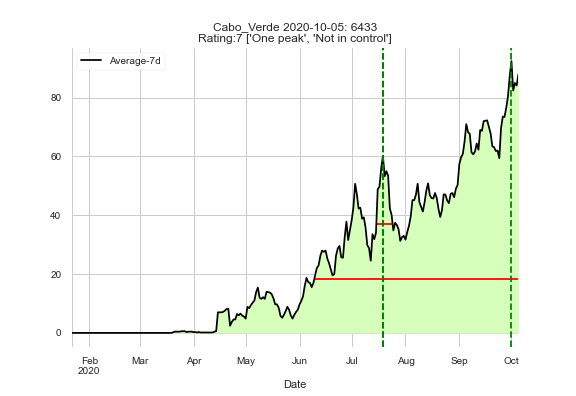 Cabo_Verde 2020-10-05: 6433
Rating:7 ['One peak', 'Not in control']
Average-7d
80
60
40
20
0
Feb
2020
Mar
Apr
May
Jun
Jul
Aug
Sep
Oct
Date